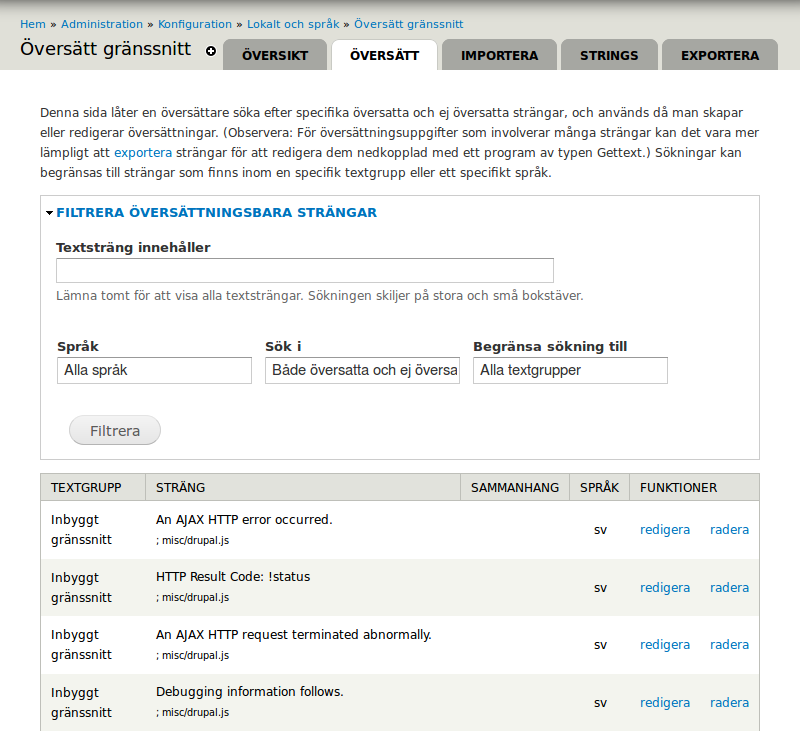 Hem » Administration » Konfiguration » Lokalt och språk » Översätt gränssnitt
Översätt gränssnitt
ÖVERSIKT
ÖVERSÄTT
IMPORTERA
STRINGS
EXPORTERA
Denna sida låter en översättare söka efter specifika översatta och ej översatta strängar, och används då man skapar
eller redigerar översättningar. (Observera: För översättningsuppgifter som involverar många strängar kan det vara mer
lämpligt att exportera strängar för att redigera dem nedkopplad med ett program av typen Gettext.) Sökningar kan
begränsas till strängar som finns inom en specifik textgrupp eller ett specifikt språk.
FILTRERA ÖVERSÄTTNINGSBARA STRÄNGAR
Textsträng innehåller
Lämna tomt för att visa alla textsträngar. Sökningen skiljer på stora och små bokstäver.
Språk Sök i Begränsa sökning till
Alla språk Både översatta och ej översa Alla textgrupper
Filtrera
TEXTGRUPP STRÄNG SAMMANHANG SPRÅK FUNKTIONER
Inbyggt gränssnitt
An AJAX HTTP error occurred.
; misc/drupal.js
sv redigera radera
Inbyggt gränssnitt
HTTP Result Code: !status
; misc/drupal.js
sv redigera radera
Inbyggt gränssnitt
An AJAX HTTP request terminated abnormally.
; misc/drupal.js
sv redigera radera
Inbyggt gränssnitt
Debugging information follows.
; misc/drupal.js
sv redigera radera